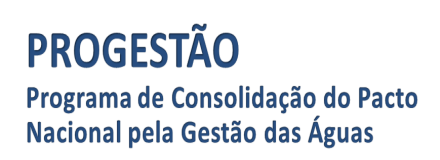 PROGESTÃO
Programa de Consolidação do Pacto
Nacional pela Gestão das Águas